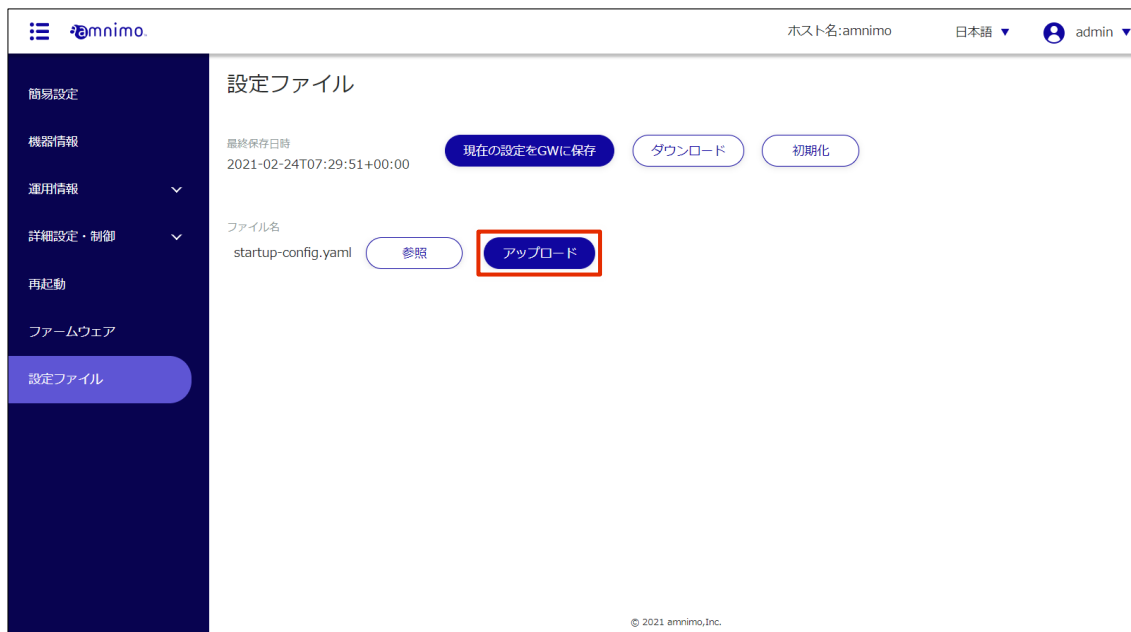 amnimo.
ホスト名:amnimo
日本語 ▼
admin ▼
簡易設定
機器情報
運用情報
詳細設定・制御
再起動
ファームウェア
設定ファイル
設定ファイル
最終保存日時
2021-02-24T07:29:51+00:00
現在の設定をGWに保存
ダウンロード
初期化
ファイル名
startup-config.yaml
参照
アップロード
© 2021 amnimo,Inc.